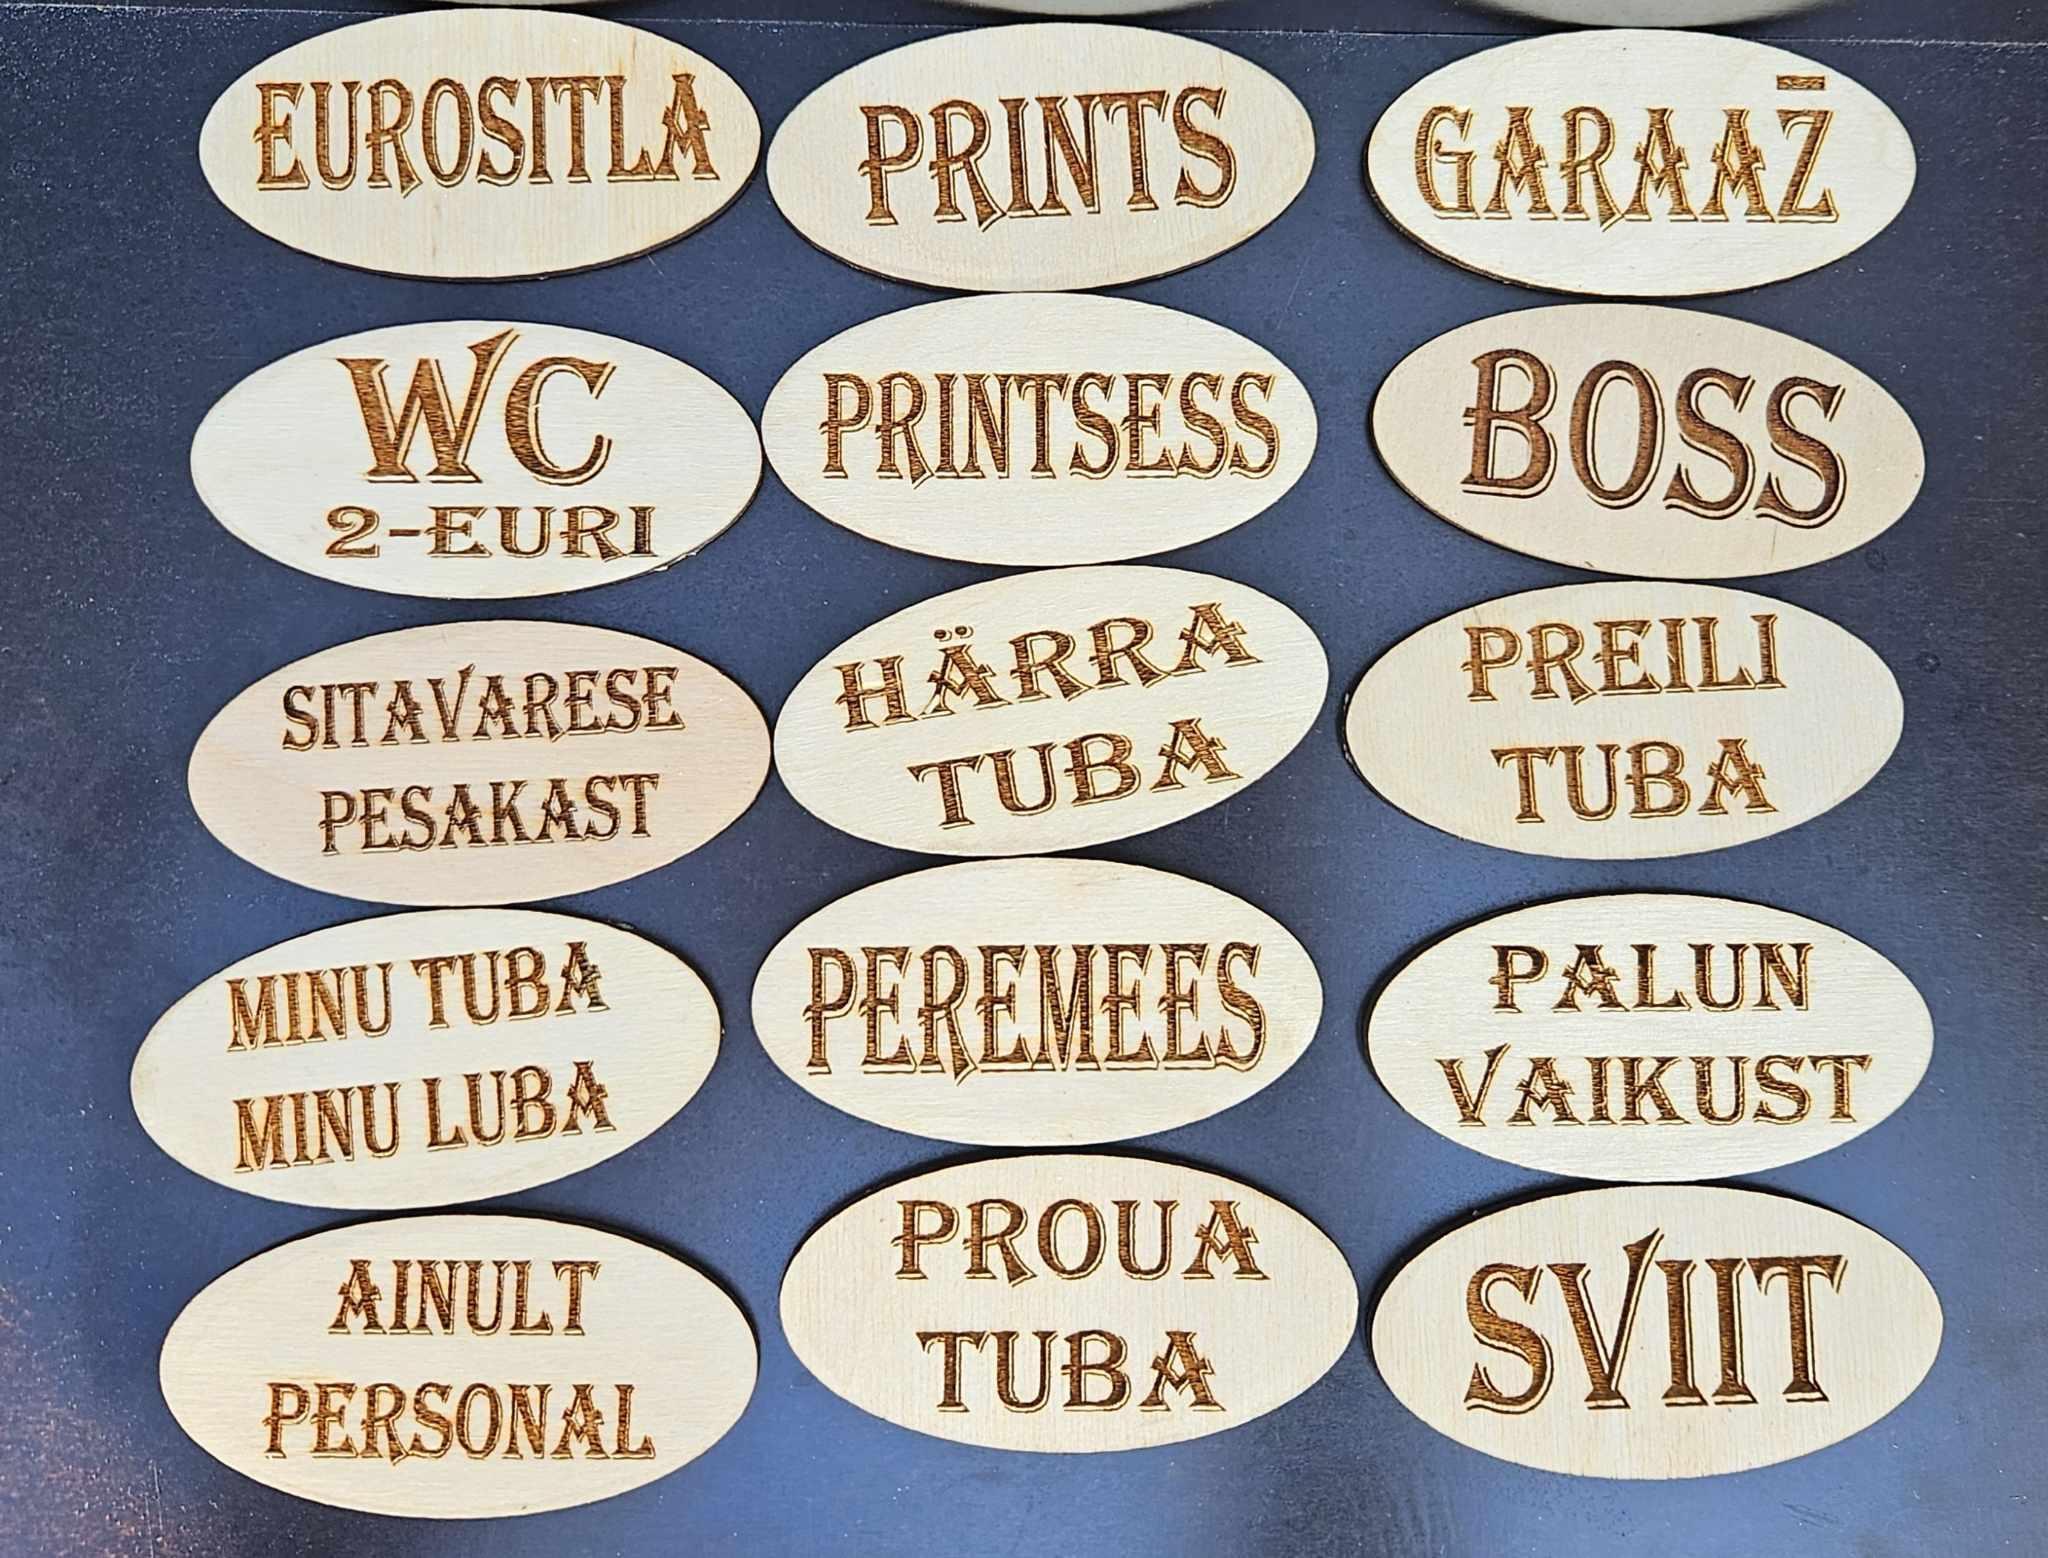 EUROSITLA
PRINTS
GARAAŽ
WC
2-EURI
PRINTSESS
BOSS
SITAVARESE
PESAKAST
HÄRRA
TUBA
PREILI
TUBA
MINU TUBA
MINU LUBA
PEREMEES
PALUN
VAIKUST
AINULT
PERSONAL
PROUA
TUBA
SVIIT